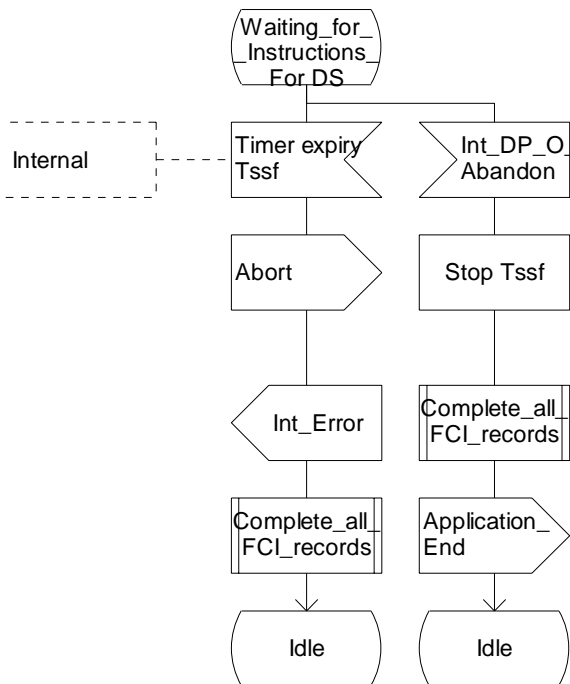 Waiting_for_
_Instructions_
For DS
Internal
Timer expiry
Tssf
Int_DP_O_
Abandon
Abort
Stop Tssf
Int_Error
Complete_all_
FCI_records
Complete_all_
FCI_records
Application_
End
Idle
Idle